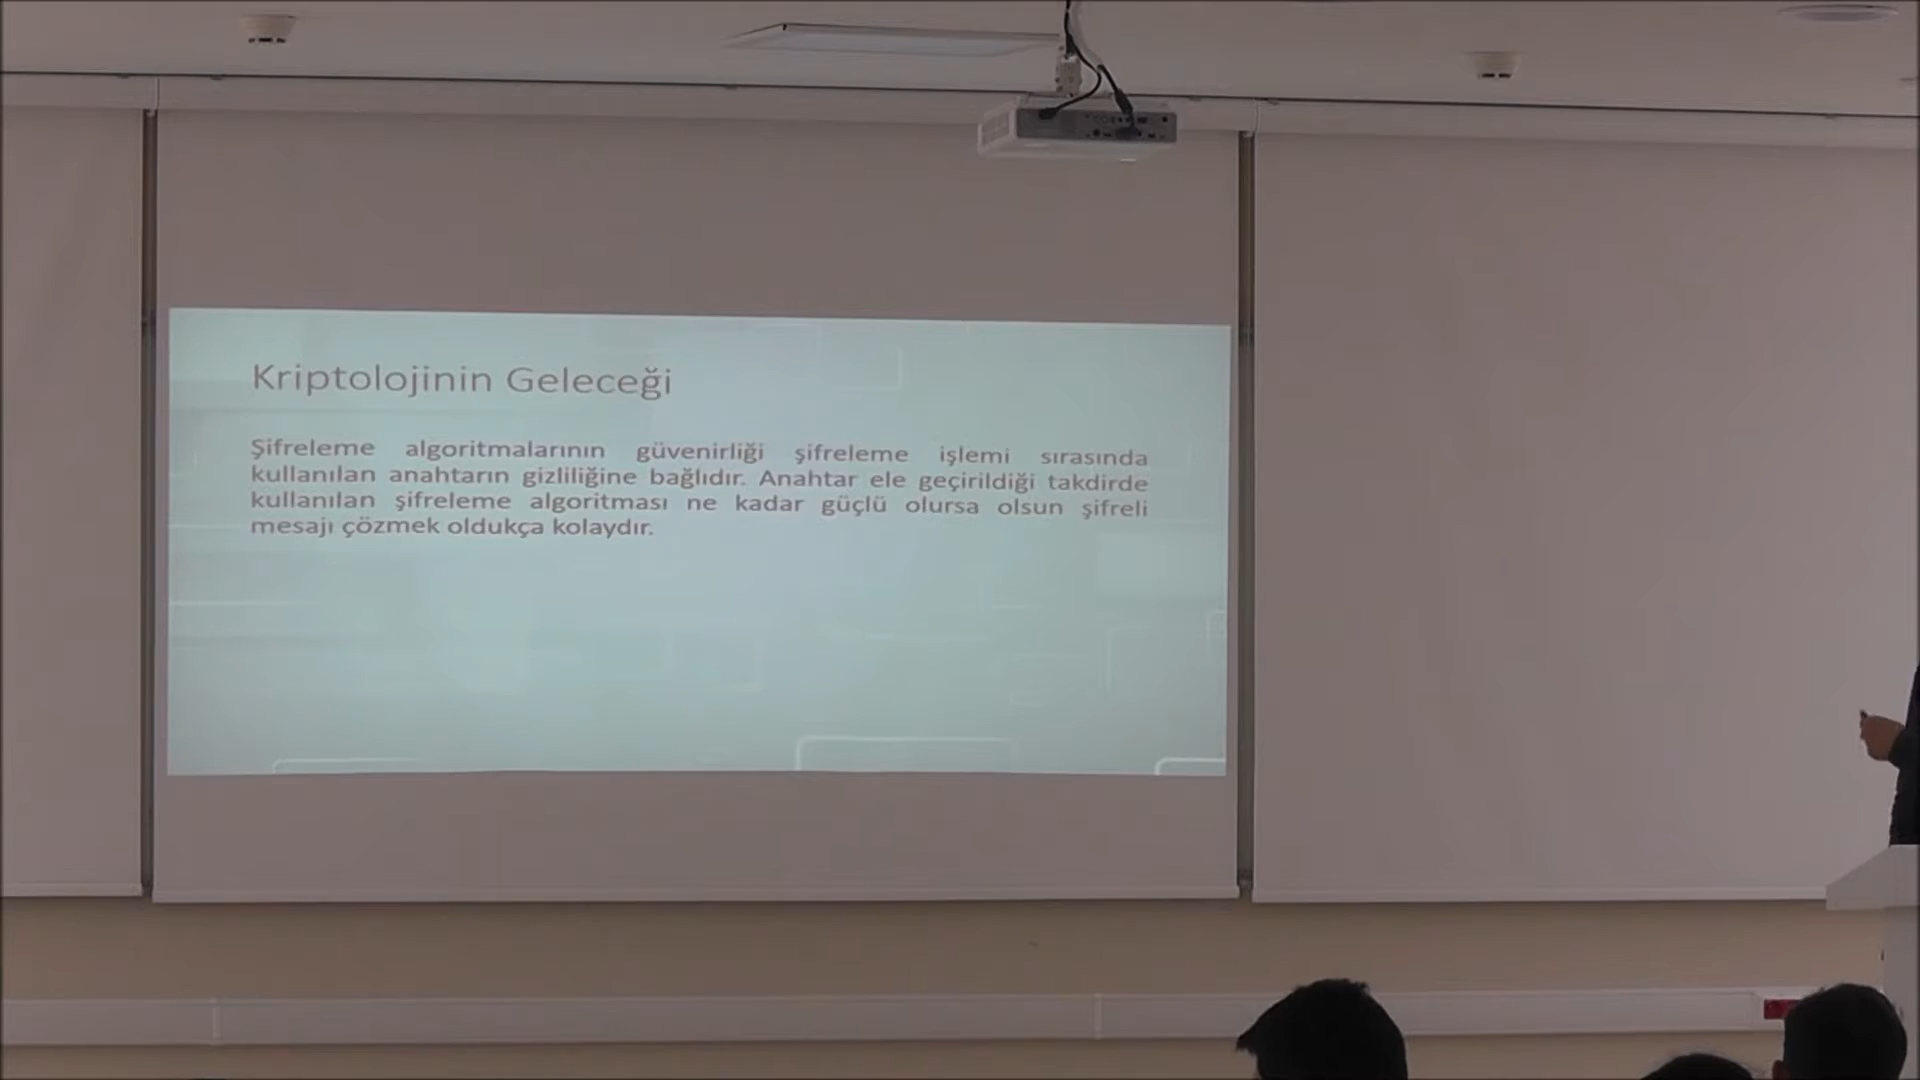 Kriptolojinin Geleceği
Şifreleme algoritmalarının güvenirliği şifreleme işlemi sırasında
kullanılan anahtarın gizliliğine bağlıdır. Anahtar ele geçirildiği takdirde
kullanılan şifreleme algoritması ne kadar güçlü olursa olsun şifreli
mesajı çözmek oldukça kolaydır.